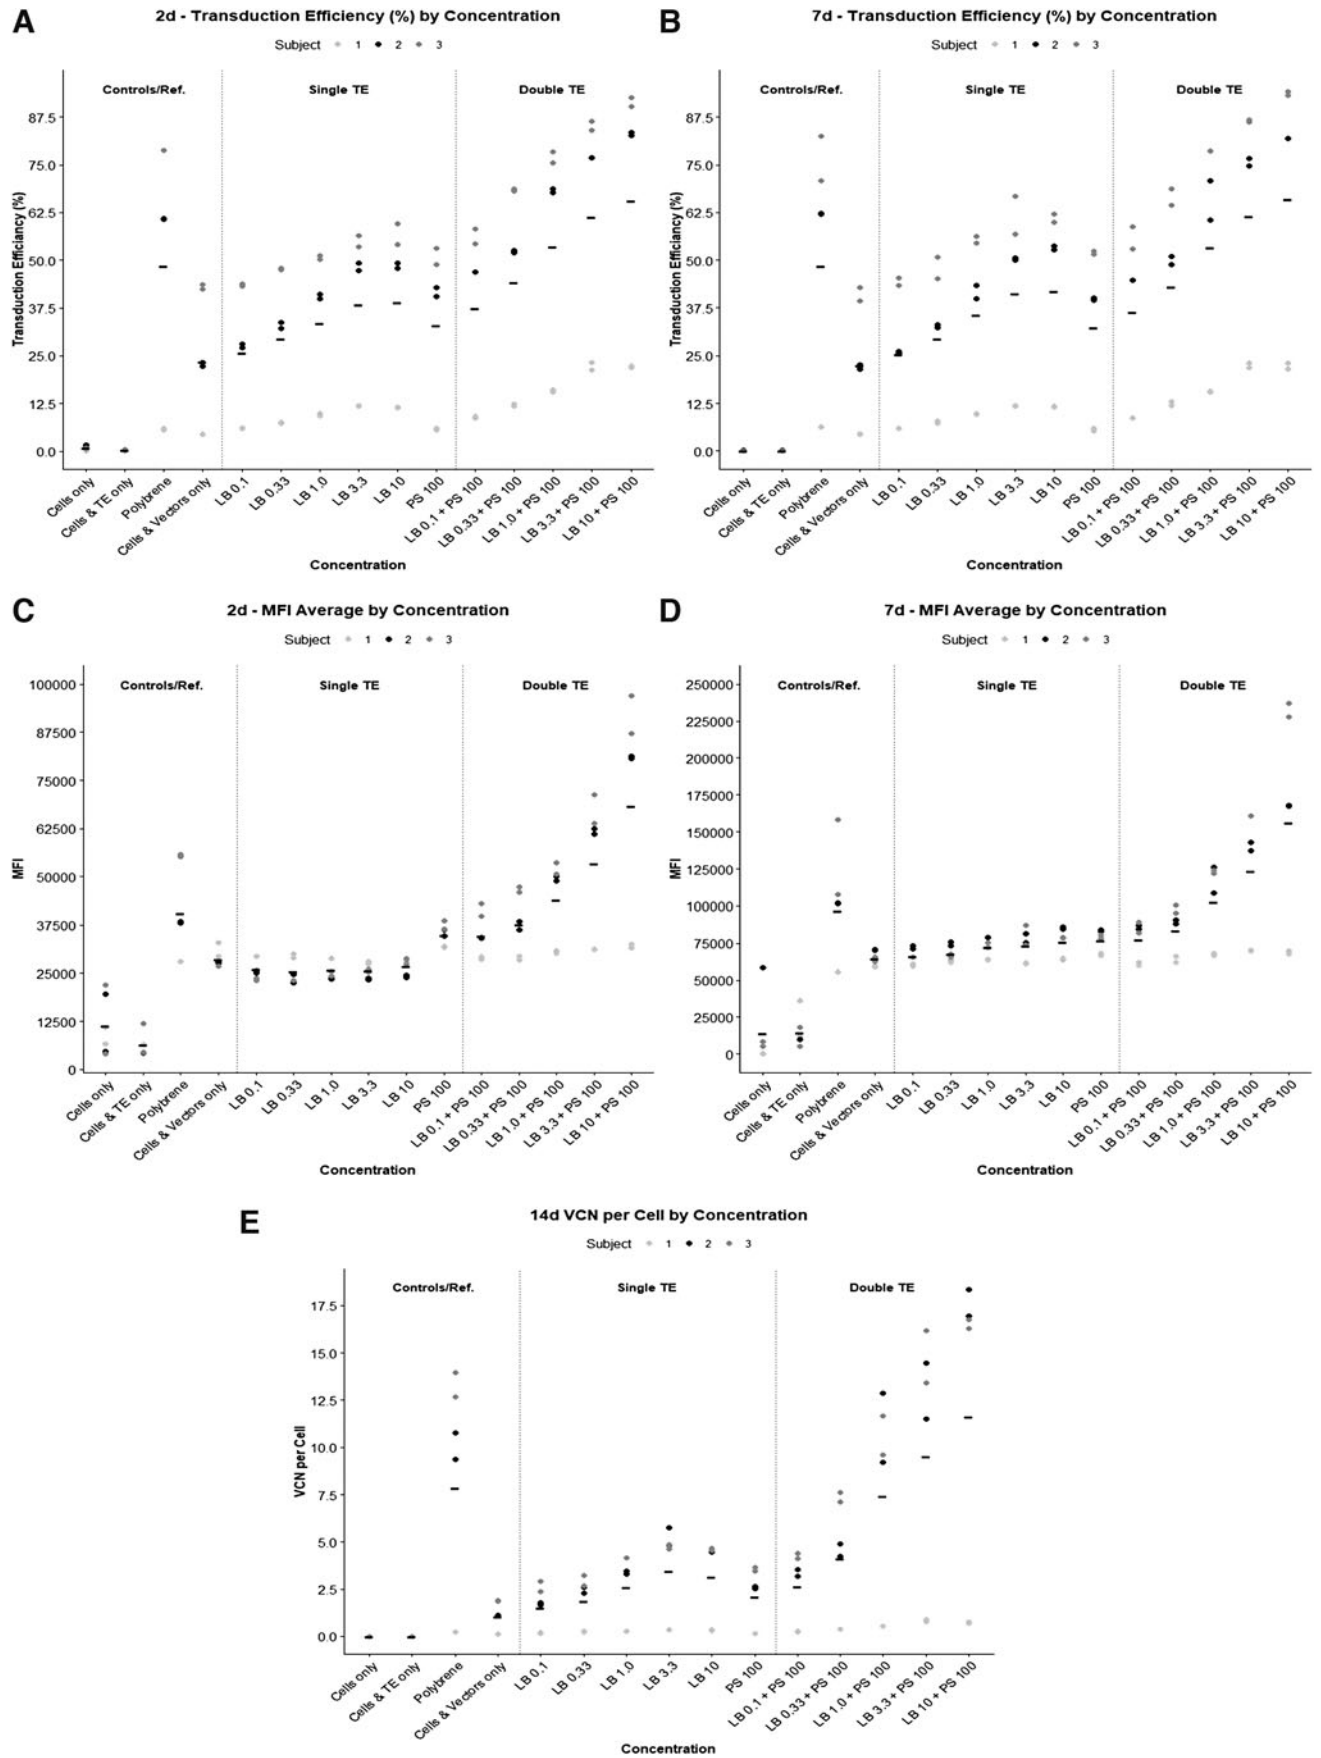 A
2d - Transduction Efficiency (%) by Concentration
Subject 1 2 3
Controls/Ref. Single TE Double TE
Transduction Efficiancy (%)
87.5
75.0
62.5
50.0
37.5
25.0
12.5
0.0
Cells only
Cells & TE only
Polybrene
Cells & Vectors only
LB 0.1
LB 0.33
LB 1.0
LB 3.3
LB 10
PS 100
LB 0.1 + PS 100
LB 0.33 + PS 100
LB 1.0 + PS 100
LB 3.3 + PS 100
LB 10 + PS 100
Concentration
B
7d - Transduction Efficiency (%) by Concentration
Subject 1 2 3
Controls/Ref. Single TE Double TE
Transduction Efficiancy (%)
87.5
75.0
62.5
50.0
37.5
25.0
12.5
0.0
Cells only
Cells & TE only
Polybrene
Cells & Vectors only
LB 0.1
LB 0.33
LB 1.0
LB 3.3
LB 10
PS 100
LB 0.1 + PS 100
LB 0.33 + PS 100
LB 1.0 + PS 100
LB 3.3 + PS 100
LB 10 + PS 100
Concentration
C
2d - MFI Average by Concentration
Subject 1 2 3
Controls/Ref. Single TE Double TE
MFI
100000
87500
75000
62500
50000
37500
25000
12500
0
Cells only
Cells & TE only
Polybrene
Cells & Vectors only
LB 0.1
LB 0.33
LB 1.0
LB 3.3
LB 10
PS 100
LB 0.1 + PS 100
LB 0.33 + PS 100
LB 1.0 + PS 100
LB 3.3 + PS 100
LB 10 + PS 100
Concentration
D
7d - MFI Average by Concentration
Subject 1 2 3
Controls/Ref. Single TE Double TE
MFI
250000
225000
200000
175000
150000
125000
100000
75000
50000
25000
0
Cells only
Cells & TE only
Polybrene
Cells & Vectors only
LB 0.1
LB 0.33
LB 1.0
LB 3.3
LB 10
PS 100
LB 0.1 + PS 100
LB 0.33 + PS 100
LB 1.0 + PS 100
LB 3.3 + PS 100
LB 10 + PS 100
Concentration
E
14d VCN per Cell by Concentration
Subject 1 2 3
Controls/Ref. Single TE Double TE
VCN per Cell
17.5
15.0
12.5
10.0
7.5
5.0
2.5
0.0
Cells only
Cells & TE only
Polybrene
Cells & Vectors only
LB 0.1
LB 0.33
LB 1.0
LB 3.3
LB 10
PS 100
LB 0.1 + PS 100
LB 0.33 + PS 100
LB 1.0 + PS 100
LB 3.3 + PS 100
LB 10 + PS 100
Concentration